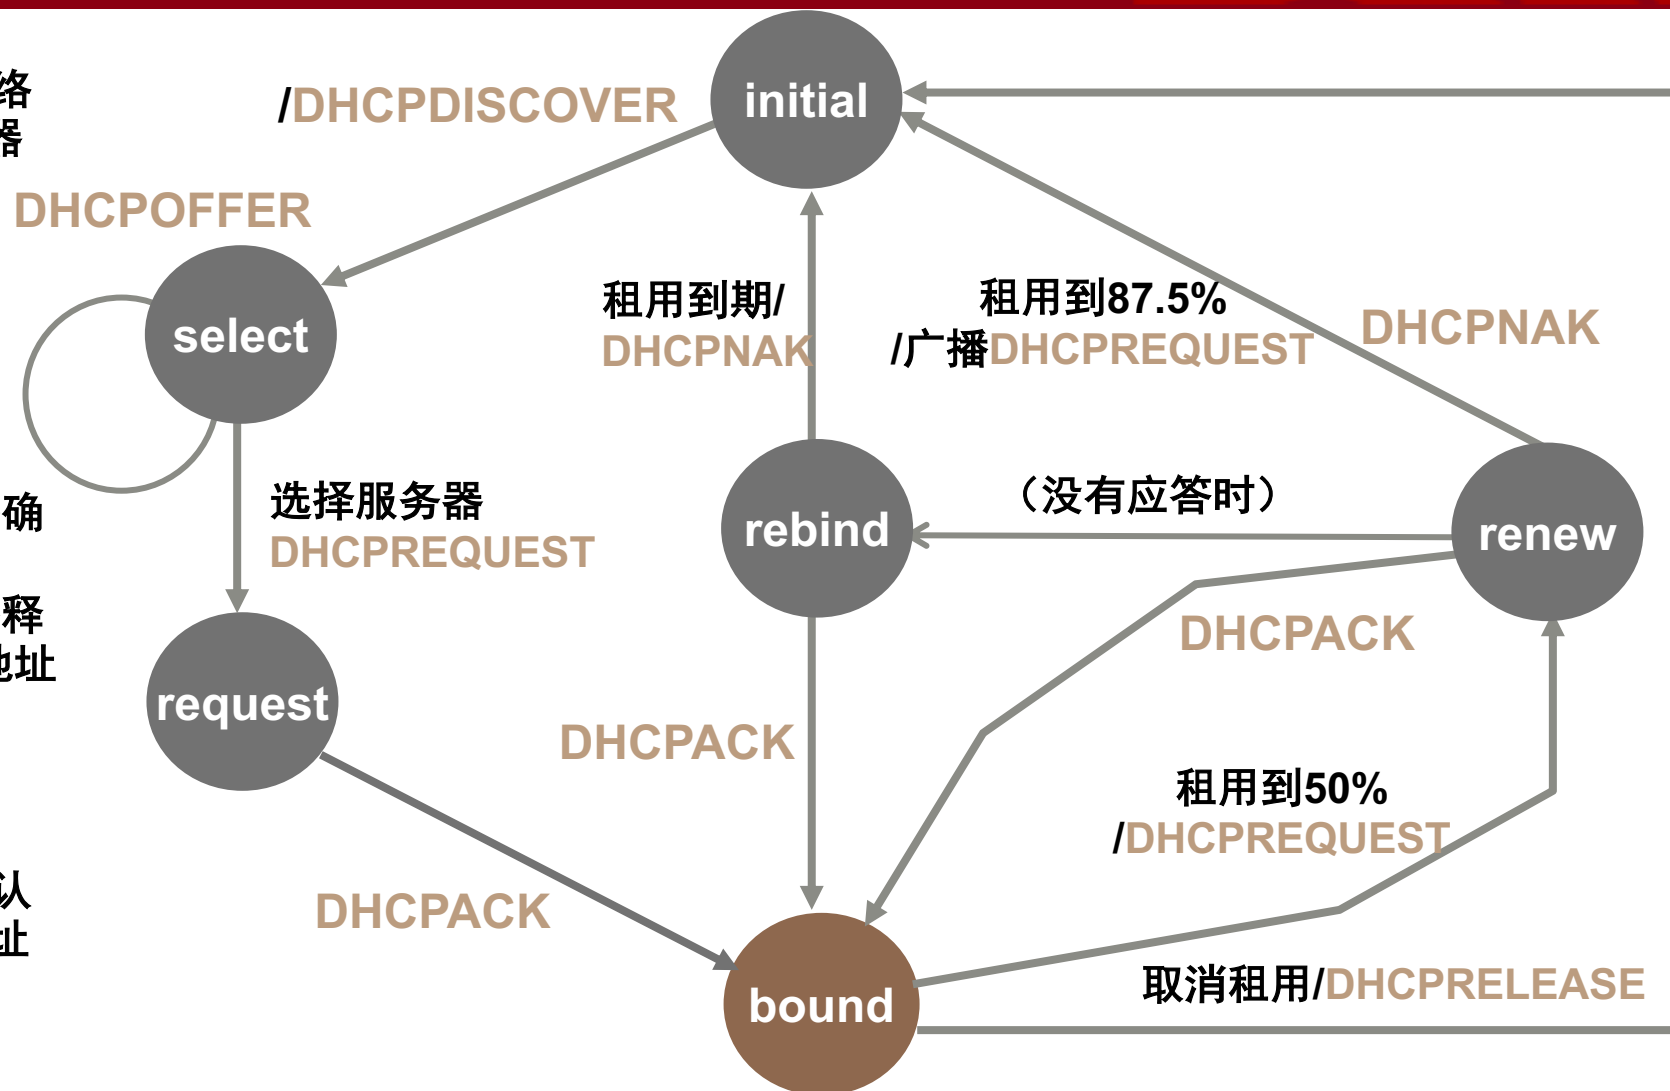 络
器
/DHCPDISCOVER
initial
DHCPOFFER
select
租用到期/
DHCPNAK
租用到87.5%
/广播DHCPREQUEST
DHCPNAK
确
选择服务器
DHCPREQUEST
rebind
（没有应答时）
renew
释
地址
request
DHCPACK
DHCPACK
租用到50%
/DHCPREQUEST
认
址
DHCPACK
bound
取消租用/DHCPRELEASE